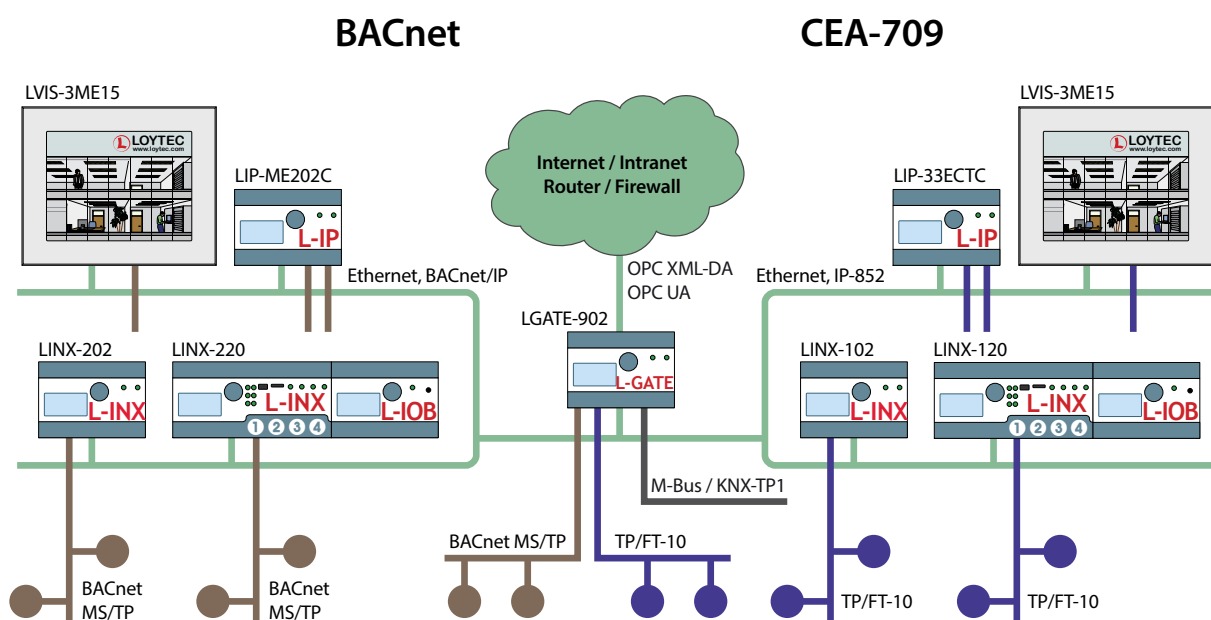 BACnet
CEA-709
LVIS-3ME15
LOYTEC
www.loytec.com
LIP-ME202C
L-IP
Internet / Intranet
Router / Firewall
LIP-33ECTC
L-IP
LVIS-3ME15
LOYTEC
www.loytec.com
Ethernet, BACnet/IP
OPC XML-DA
OPC UA
Ethernet, IP-852
LGATE-902
L-GATE
LINX-202
L-INX
LINX-220
L-INX
1 2 3 4
L-IOB
LINX-102
L-INX
LINX-120
L-INX
1 2 3 4
L-IOB
M-Bus / KNX-TP1
BACnet MS/TP
TP/FT-10
BACnet
MS/TP
BACnet
MS/TP
TP/FT-10
TP/FT-10